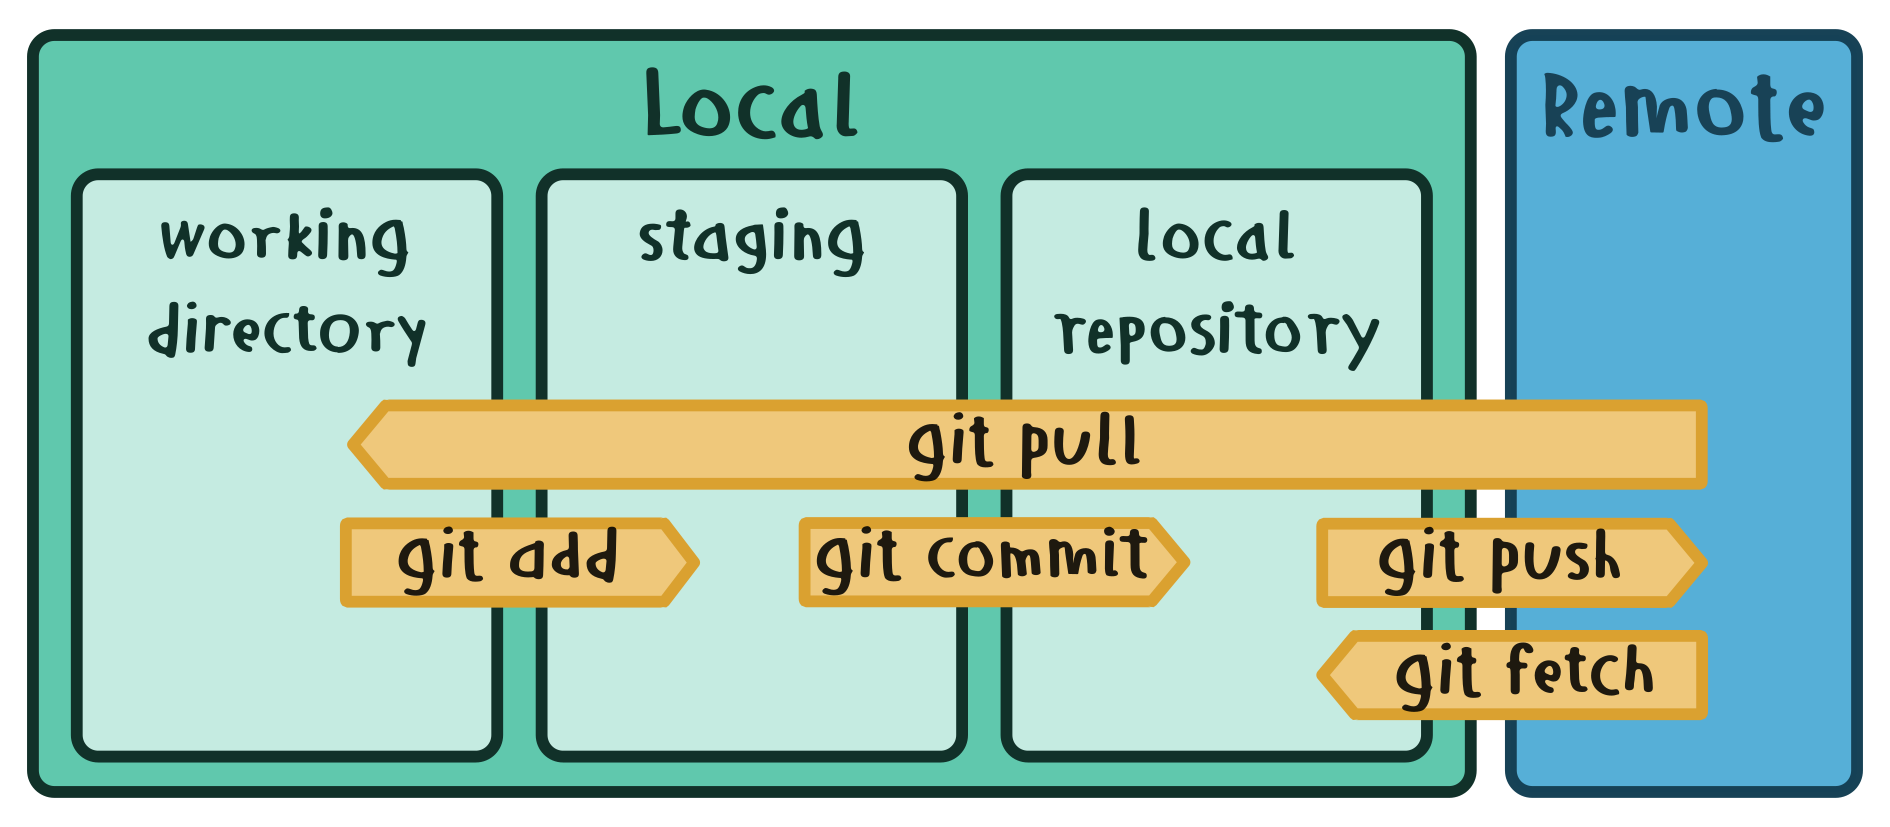 Local
Remote
working
directory
staging
local
repository
git pull
git add
git commit
git push
git fetch